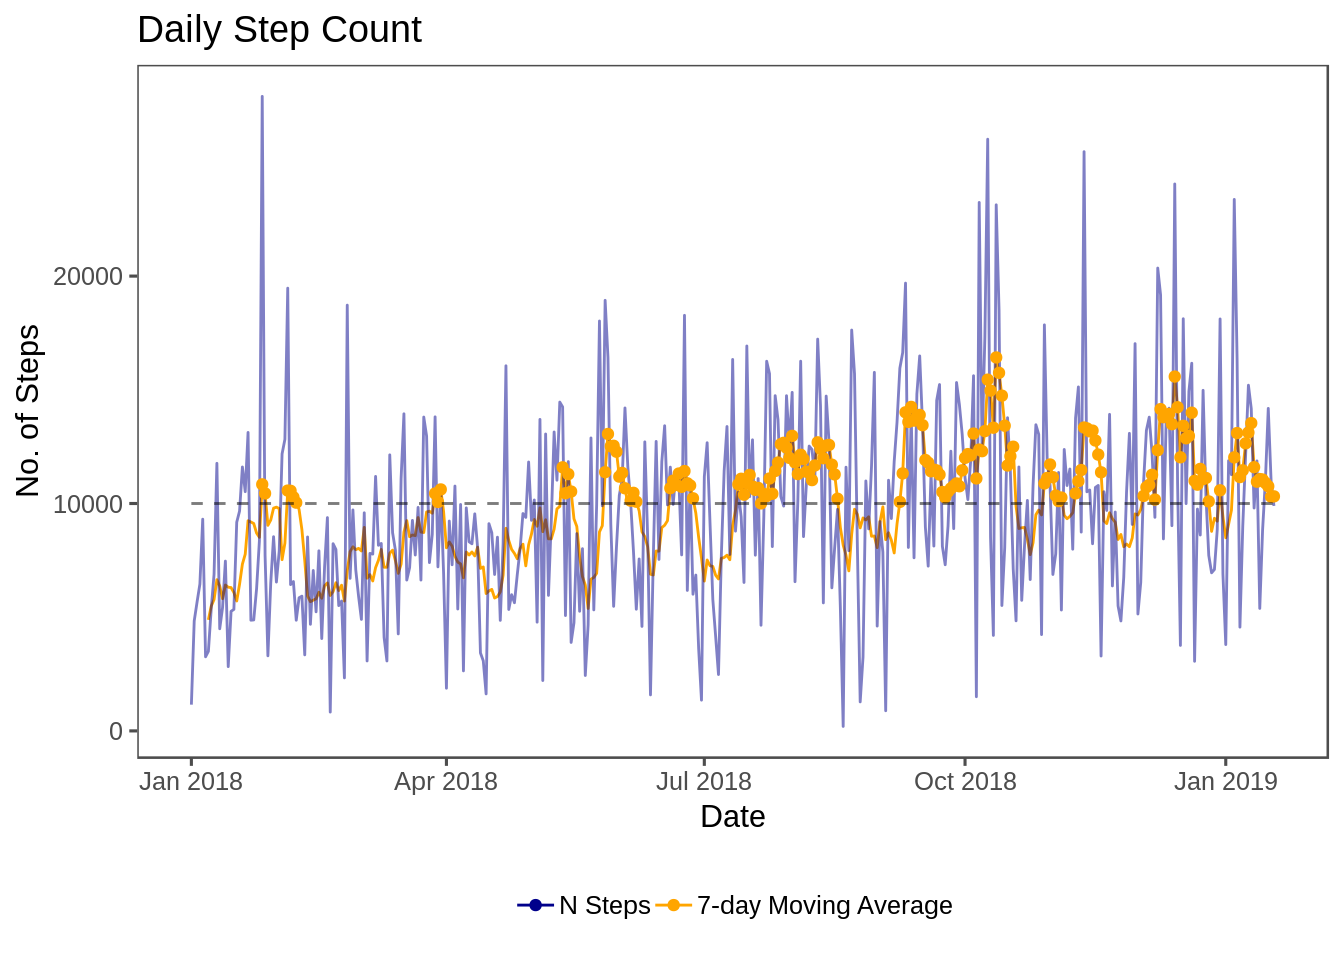 Daily Step Count
No. of Steps
20000
10000
0
Jan 2018 Apr 2018 Jul 2018 Oct 2018 Jan 2019
Date
N Steps 7-day Moving Average